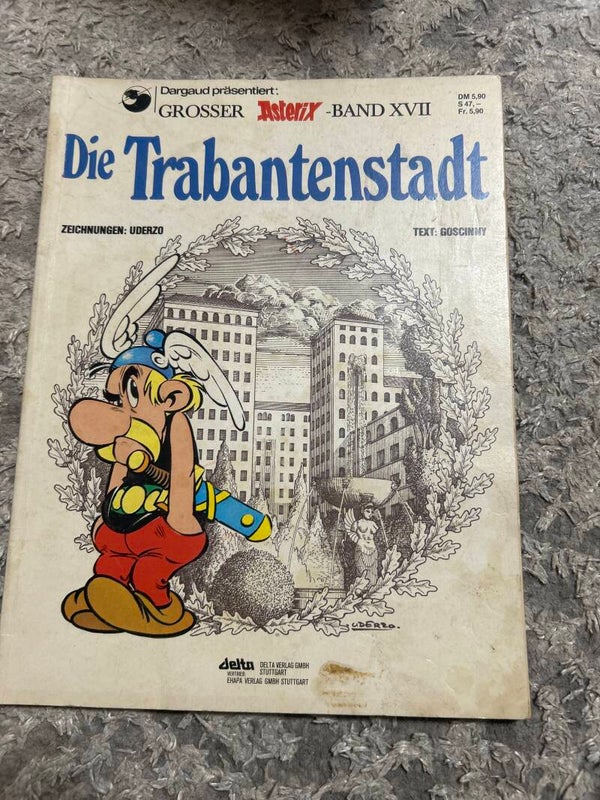 Dargaud präsentiert:
GROSSER Asterix -BAND XVII
DM 5,90
S 47,–
Fr. 5,90
Die Trabantenstadt
ZEICHNUNGEN: UDERZO
TEXT: GOSCINNY
UDERZO.
delta
VERTRIEB:
DELTA VERLAG GMBH
STUTTGART
EHAPA VERLAG GMBH STUTTGART